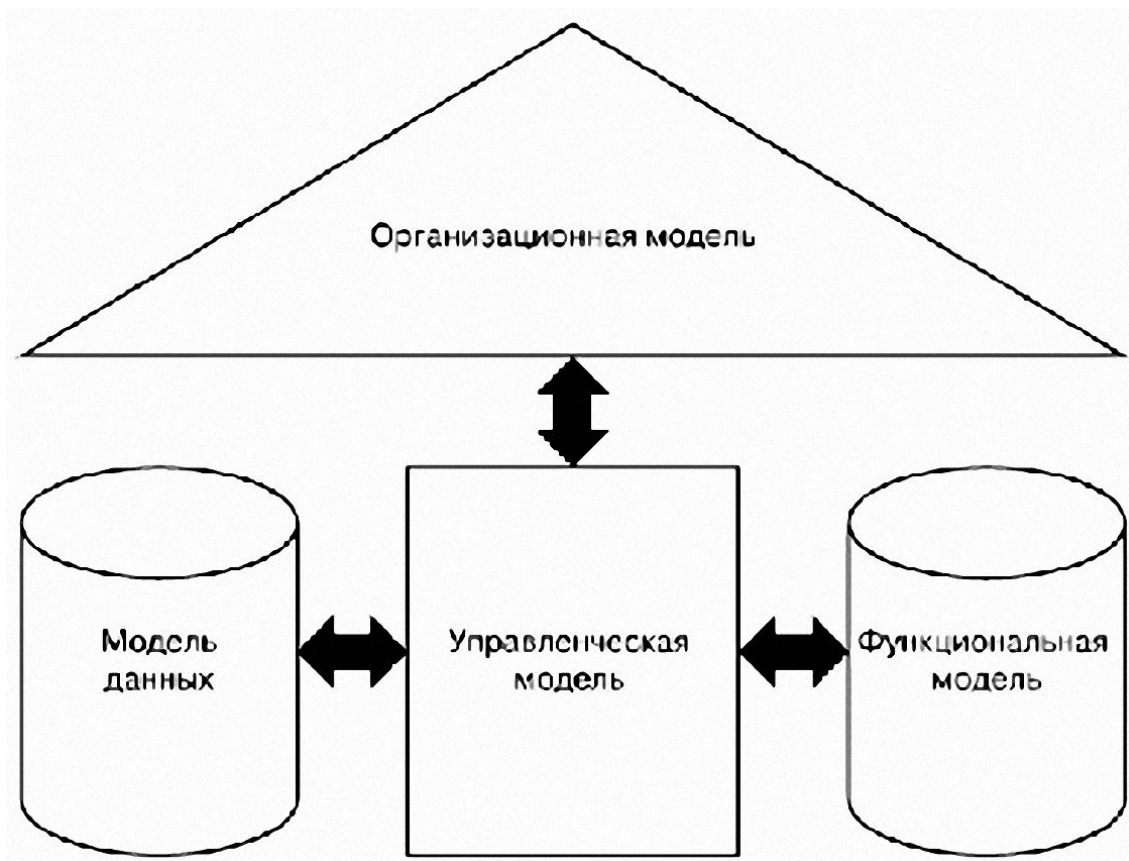 Организационная модель
Модель
данных
Управленческая
модель
Функциональная
модель